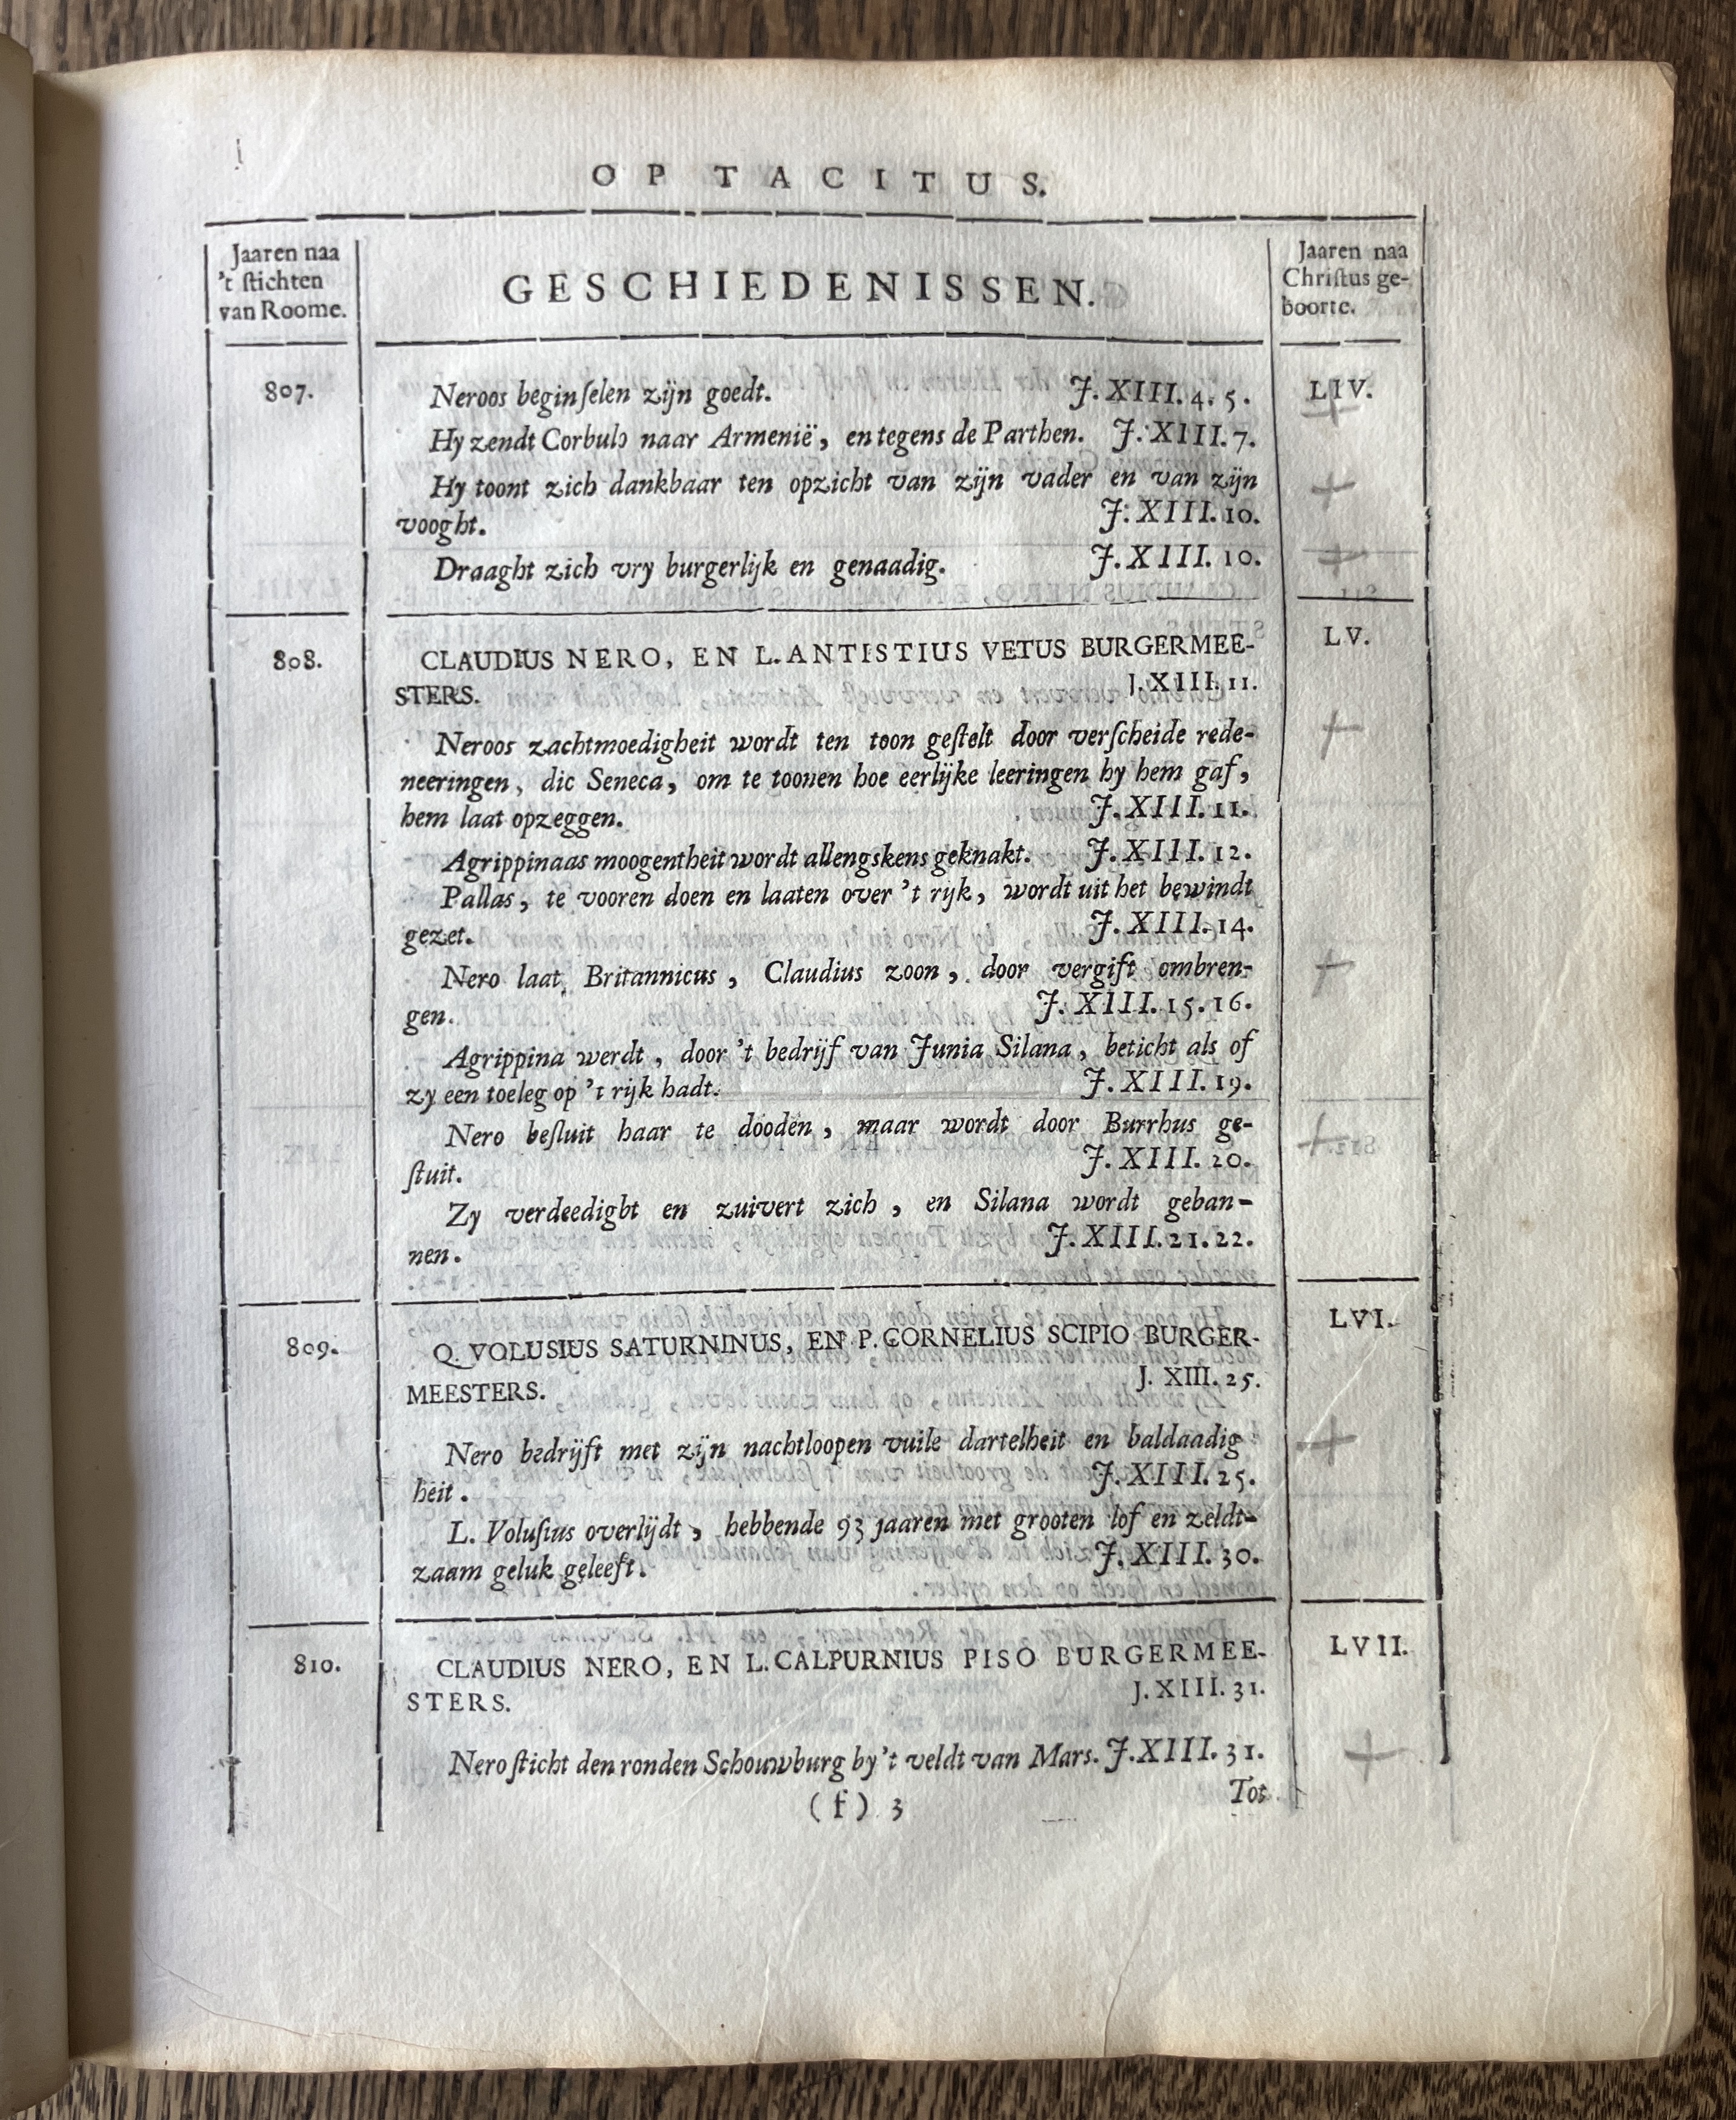 OP TACITUS.
Jaaren naa
't ſtichten
van Roome.
GESCHIEDENISSEN.
Jaaren naa
Chriſtus ge-
boorte.
807.
Neroos beginſelen zijn goedt. J. XIII. 4. 5.
LIV.
Hy zendt Corbulo naar Armenië, en tegens de Parthen. J. XIII. 7.
Hy toont zich dankbaar ten opzicht van zijn vader en van zijn
vooght. J. XIII. 10.
Draaght zich vry burgerlijk en genaadig. J. XIII. 10.
808.
CLAUDIUS NERO, EN L. ANTISTIUS VETUS BURGERMEE-
LV.
STERS. J. XIII. 11.
Neroos zachtmoedigheit wordt ten toon geſtelt door verſcheide rede-
neeringen, die Seneca, om te toonen hoe eerlijke leeringen hy hem gaf,
hem laat opzeggen. J. XIII. 11.
Agrippinaas moogentheit wordt allengskens geknakt. J. XIII. 12.
Pallas, te vooren doen en laaten over 't rijk, wordt uit het bewindt
gezet. J. XIII. 14.
Nero laat Britannicus, Claudius zoon, door vergift ombren-
gen. J. XIII. 15. 16.
Agrippina werdt, door 't bedrijf van Junia Silana, beticht als of
zy een toeleg op 't rijk hadt. J. XIII. 19.
Nero beſluit haar te dooden, maar wordt door Burrhus ge-
ſtuit. J. XIII. 20.
Zy verdeedight en zuivert zich, en Silana wordt geban-
nen. J. XIII. 21. 22.
809.
Q. VOLUSIUS SATURNINUS, EN P. CORNELIUS SCIPIO BURGER-
LVI.
MEESTERS. J. XIII. 25.
Nero bedrijft met zijn nachtloopen vuile dartelheit en baldaadig
heit. J. XIII. 25.
L. Voluſius overlijdt, hebbende 93 jaaren met grooten lof en zeldt-
zaam geluk geleeft. J. XIII. 30.
810.
CLAUDIUS NERO, EN L. CALPURNIUS PISO BURGERMEE-
LVII.
STERS. J. XIII. 31.
Nero ſticht den ronden Schouwburg by 't veldt van Mars. J. XIII. 31.
(f) 3
Tot